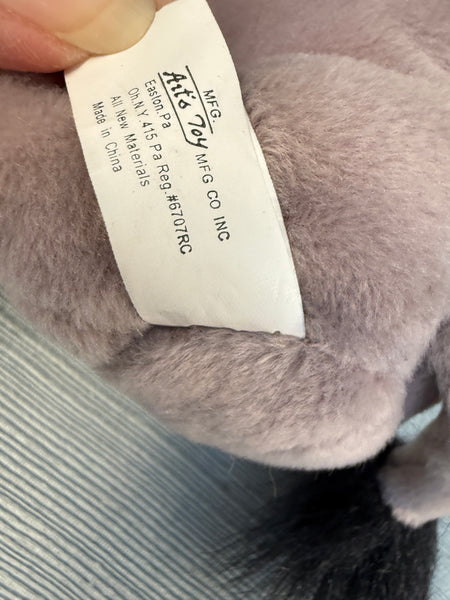 MFG.
Art's Toy MFG CO INC
Easton.Pa
Oh.N.Y. 415 Pa Reg.#6707RC
All New Materials
Made in China